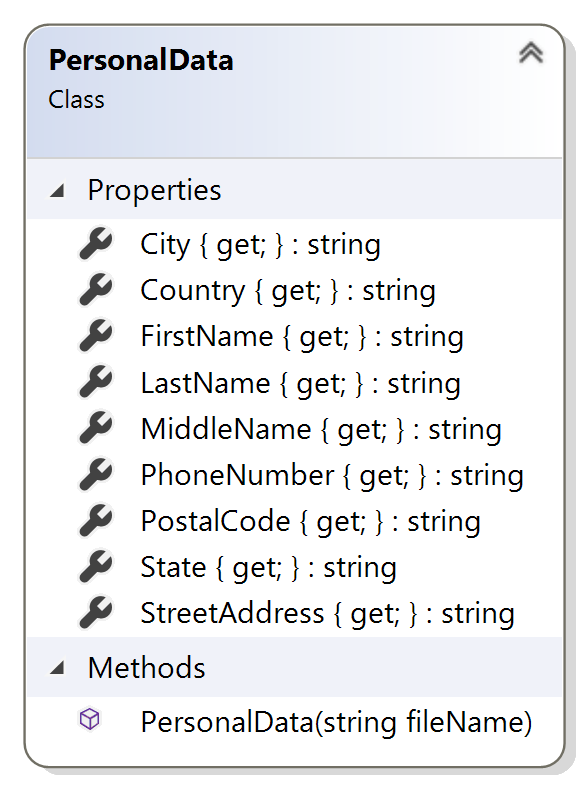 PersonalData
Class
Properties
City { get; } : string
Country { get; } : string
FirstName { get; } : string
LastName { get; } : string
MiddleName { get; } : string
PhoneNumber { get; } : string
PostalCode { get; } : string
State { get; } : string
StreetAddress { get; } : string
Methods
PersonalData(string fileName)